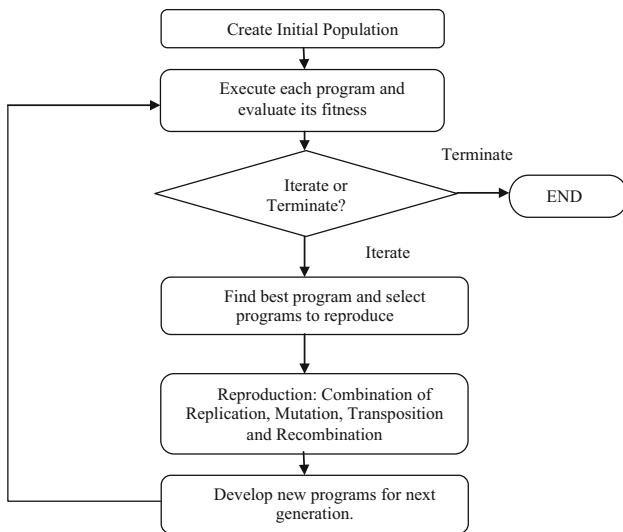 Create Initial Population
Execute each program and
evaluate its fitness
Terminate
Iterate or
Terminate?
END
Iterate
Find best program and select
programs to reproduce
Reproduction: Combination of
Replication, Mutation, Transposition
and Recombination
Develop new programs for next
generation.